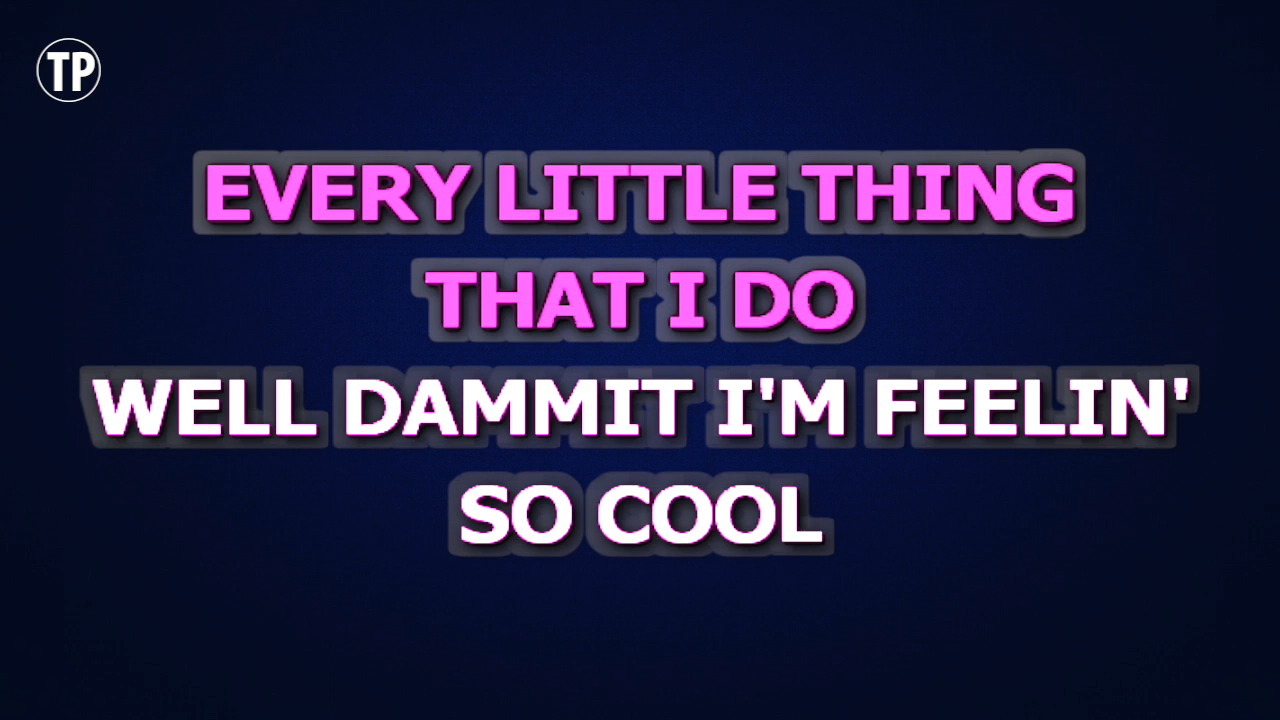 TP
EVERY LITTLE THING
THAT I DO
WELL DAMMIT I'M FEELIN'
SO COOL